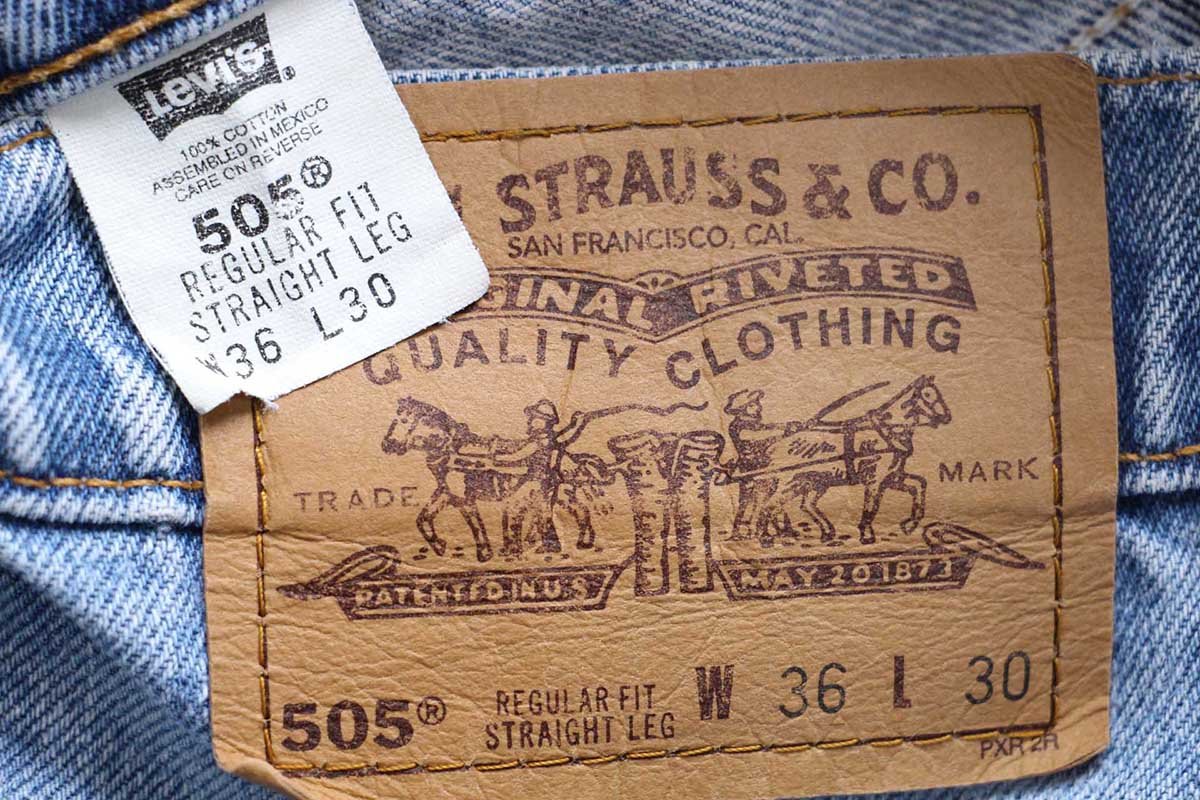 Levi's®
100% COTTON
ASSEMBLED IN MEXICO
CARE ON REVERSE
505®
REGULAR FIT
STRAIGHT LEG
W36 L30
STRAUSS & CO.
SAN FRANCISCO, CAL.
GINAL RIVETED
QUALITY CLOTHING
TRADE MARK
PATENTED IN U.S
MAY 20 1873
505® REGULAR FIT STRAIGHT LEG W 36 L 30
PXR 2R